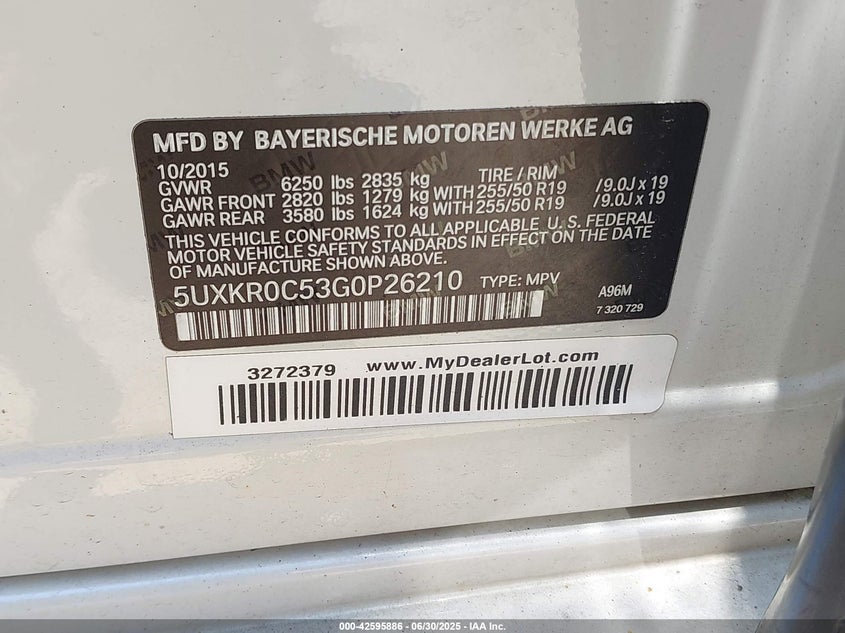 MFD BY BAYERISCHE MOTOREN WERKE AG
10/2015 TIRE / RIM
GVWR 6250 lbs 2835 kg
GAWR FRONT 2820 lbs 1279 kg WITH 255/50 R19 /9.0J x 19
GAWR REAR 3580 lbs 1624 kg WITH 255/50 R19 /9.0J x 19
THIS VEHICLE CONFORMS TO ALL APPLICABLE U.S. FEDERAL
MOTOR VEHICLE SAFETY STANDARDS IN EFFECT ON THE DATE
OF MANUFACTURE SHOWN ABOVE.
5UXKR0C53G0P26210 TYPE: MPV A96M
7 320 729
3272379 www.MyDealerLot.com
000-42595886 - 06/30/2025 - IAA Inc.
BMW
BMW